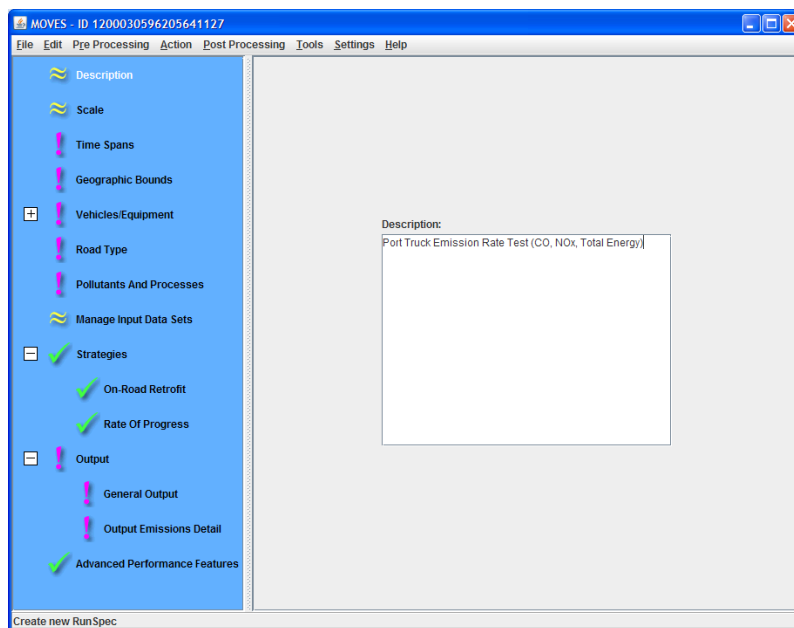 MOVES - ID 1200030596205641127
File Edit Pre Processing Action Post Processing Tools Settings Help
Description
Scale
Time Spans
Geographic Bounds
Vehicles/Equipment
Road Type
Pollutants And Processes
Manage Input Data Sets
Strategies
On-Road Retrofit
Rate Of Progress
Output
General Output
Output Emissions Detail
Advanced Performance Features
Description:
Port Truck Emission Rate Test (CO, NOx, Total Energy)
Create new RunSpec